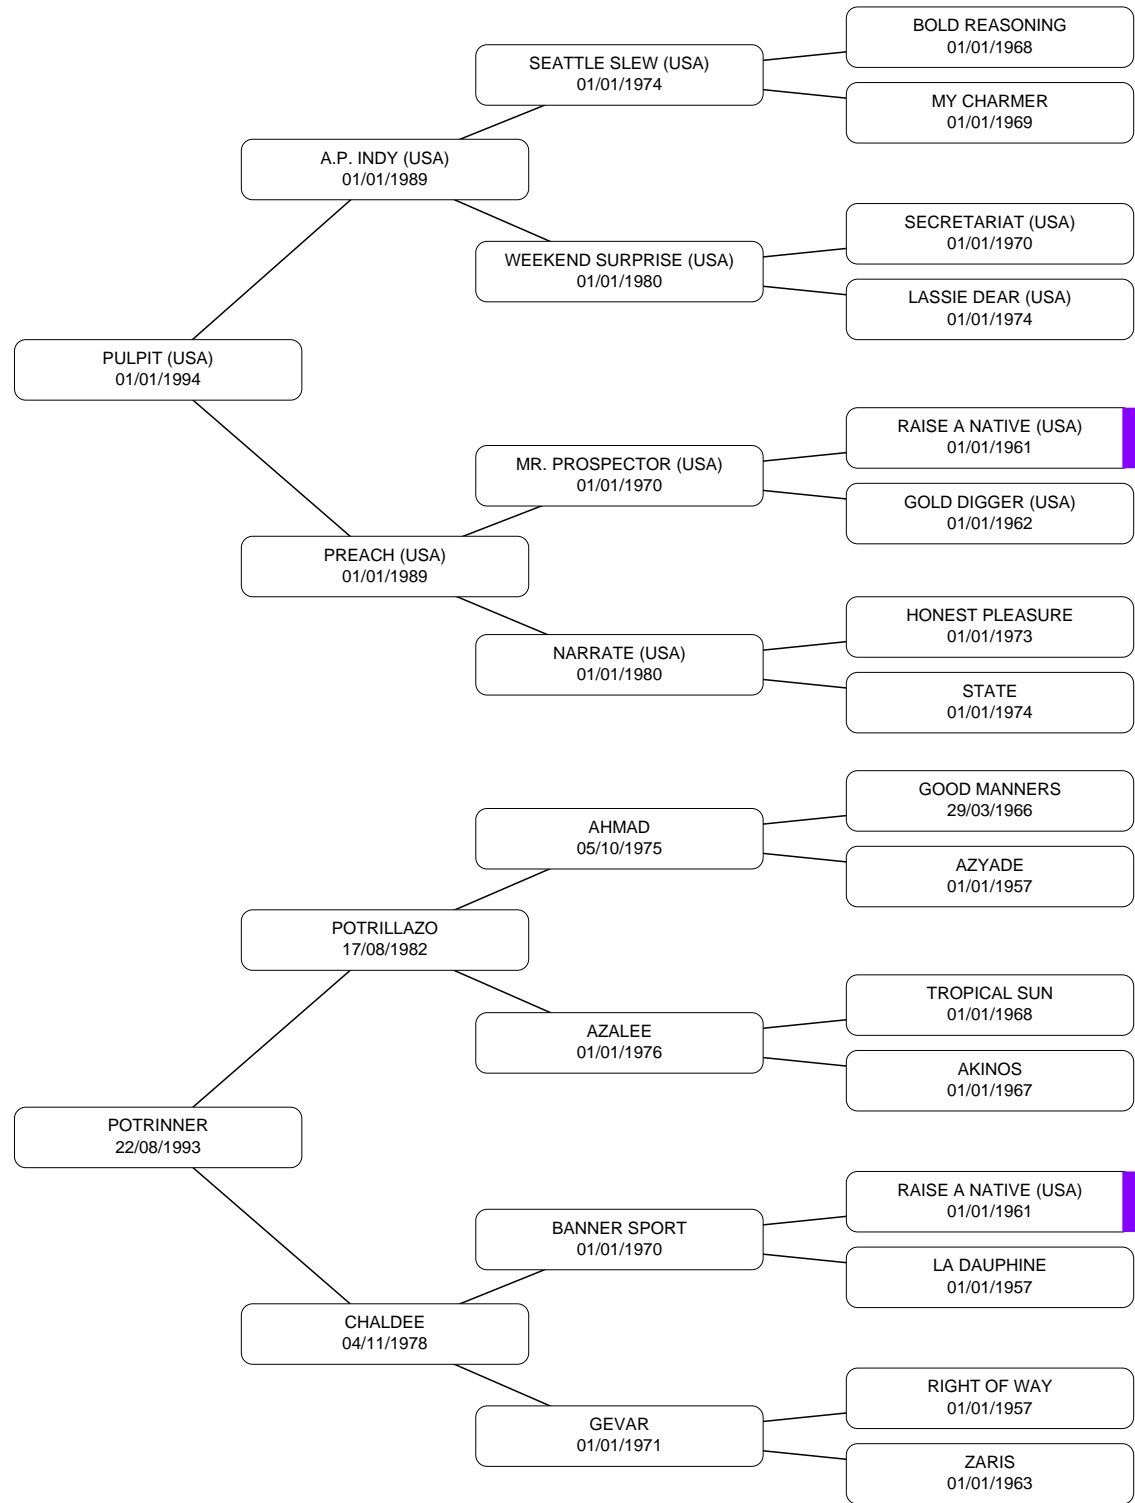 BOLD REASONING
01/01/1968
SEATTLE SLEW (USA)
01/01/1974
MY CHARMER
01/01/1969
A.P. INDY (USA)
01/01/1989
SECRETARIAT (USA)
01/01/1970
WEEKEND SURPRISE (USA)
01/01/1980
LASSIE DEAR (USA)
01/01/1974
PULPIT (USA)
01/01/1994
RAISE A NATIVE (USA)
01/01/1961
MR. PROSPECTOR (USA)
01/01/1970
GOLD DIGGER (USA)
01/01/1962
PREACH (USA)
01/01/1989
HONEST PLEASURE
01/01/1973
NARRATE (USA)
01/01/1980
STATE
01/01/1974
GOOD MANNERS
29/03/1966
AHMAD
05/10/1975
AZYADE
01/01/1957
POTRILLAZO
17/08/1982
TROPICAL SUN
01/01/1968
AZALEE
01/01/1976
AKINOS
01/01/1967
POTRINNER
22/08/1993
RAISE A NATIVE (USA)
01/01/1961
BANNER SPORT
01/01/1970
LA DAUPHINE
01/01/1957
CHALDEE
04/11/1978
RIGHT OF WAY
01/01/1957
GEVAR
01/01/1971
ZARIS
01/01/1963